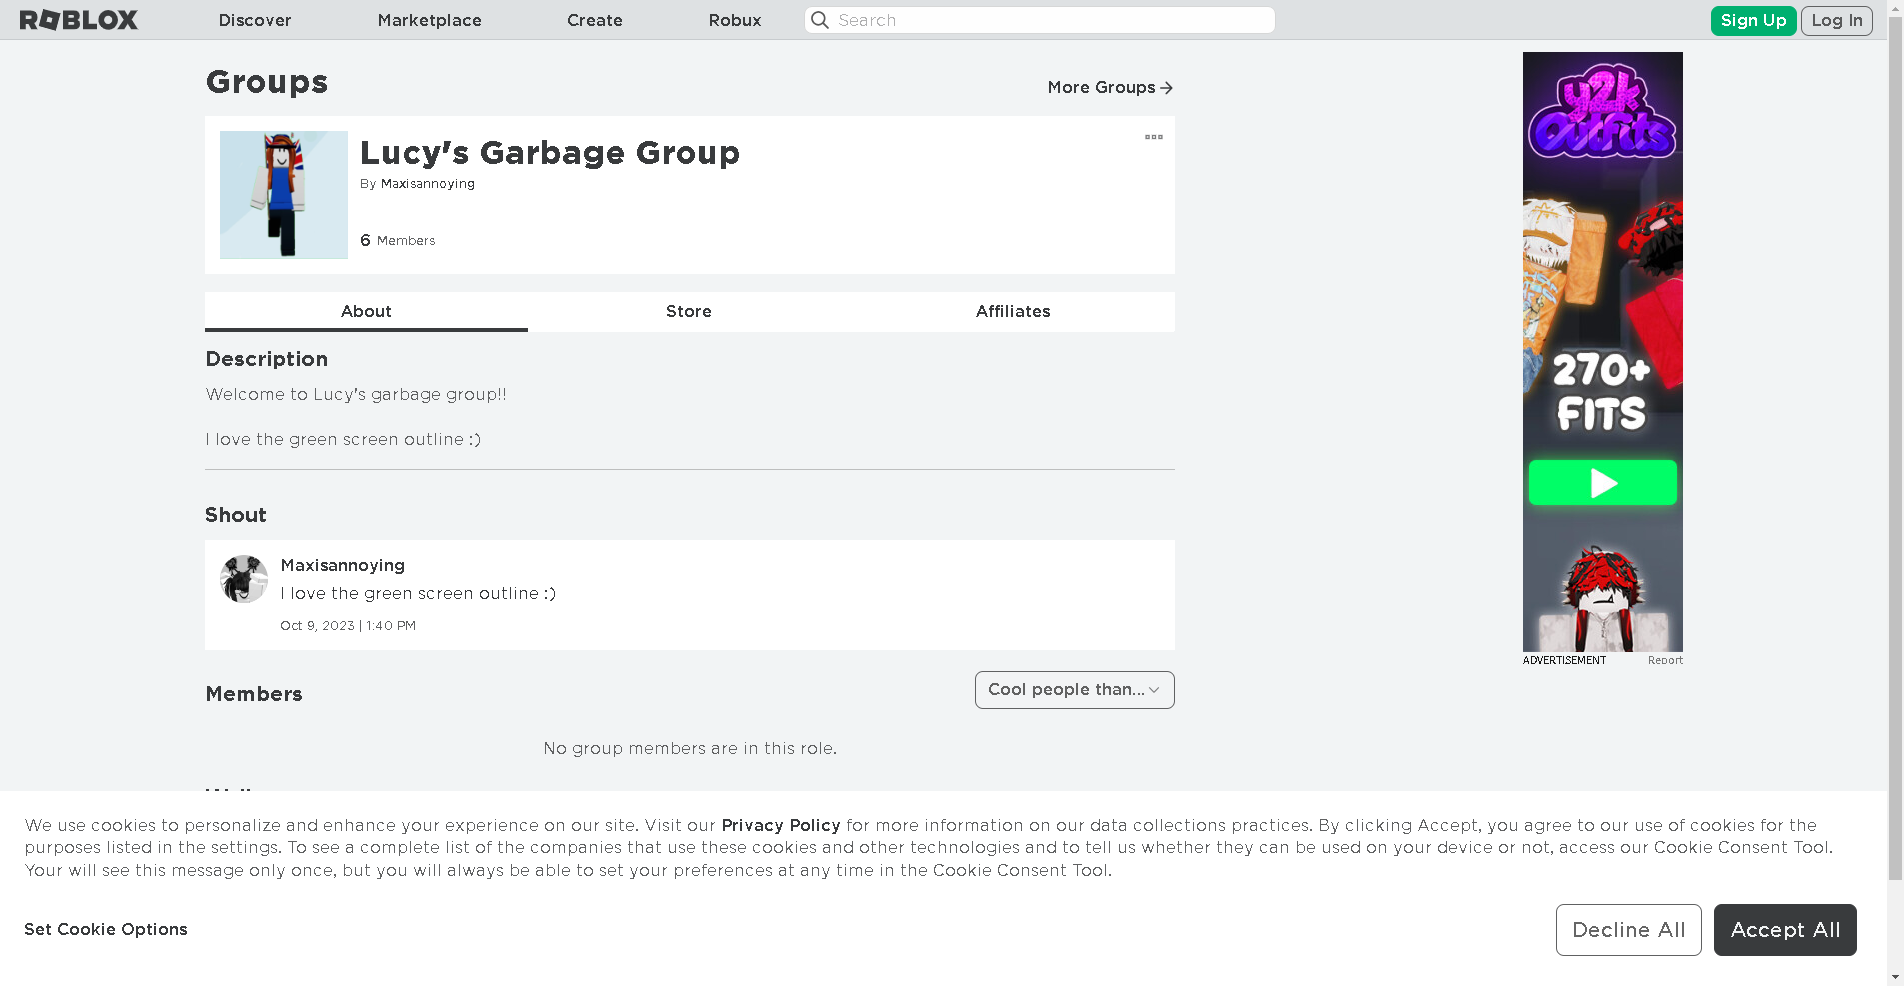 ROBLOX
Discover
Marketplace
Create
Robux
Search
Sign Up
Log In
Groups
More Groups
Lucy's Garbage Group
By Maxisannoying
6 Members
About
Store
Affiliates
Description
Welcome to Lucy's garbage group!!
I love the green screen outline :)
Shout
Maxisannoying
I love the green screen outline :)
Oct 9, 2023 | 1:40 PM
Members
Cool people than...
No group members are in this role.
y2k
Outfits
270+
FITS
ADVERTISEMENT
Report
We use cookies to personalize and enhance your experience on our site. Visit our Privacy Policy for more information on our data collections practices. By clicking Accept, you agree to our use of cookies for the
purposes listed in the settings. To see a complete list of the companies that use these cookies and other technologies and to tell us whether they can be used on your device or not, access our Cookie Consent Tool.
Your will see this message only once, but you will always be able to set your preferences at any time in the Cookie Consent Tool.
Set Cookie Options
Decline All
Accept All